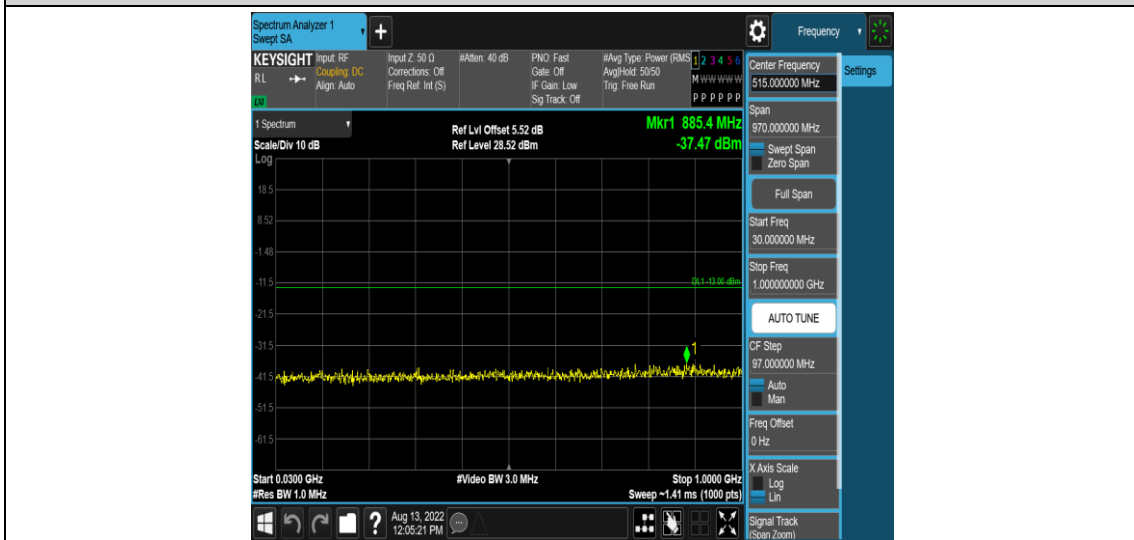 Spectrum Analyzer 1
Swept SA
+
Frequency
KEYSIGHT
RL
LXI
Input: RF
Coupling: DC
Align: Auto
Input Z: 50 Ω
Corrections: Off
Freq Ref: Int (S)
#Atten: 40 dB
PNO: Fast
Gate: Off
IF Gain: Low
Sig Track: Off
#Avg Type: Power (RMS
Avg|Hold: 50/50
Trig: Free Run
1 2 3 4 5 6
M W W W W W
P P P P P P
1 Spectrum
Scale/Div 10 dB
Log
Ref Lvl Offset 5.52 dB
Ref Level 28.52 dBm
Mkr1 885.4 MHz
-37.47 dBm
18.5
8.52
-1.48
-11.5
DL1 -13.00 dBm
-21.5
-31.5
1
-41.5
-51.5
-61.5
Start 0.0300 GHz
#Res BW 1.0 MHz
#Video BW 3.0 MHz
Stop 1.0000 GHz
Sweep ~1.41 ms (1000 pts)
Center Frequency
515.000000 MHz
Settings
Span
970.000000 MHz
Swept Span
Zero Span
Full Span
Start Freq
30.000000 MHz
Stop Freq
1.000000000 GHz
AUTO TUNE
CF Step
97.000000 MHz
Auto
Man
Freq Offset
0 Hz
X Axis Scale
Log
Lin
Signal Track
(Span Zoom)
?
Aug 13, 2022
12:05:21 PM